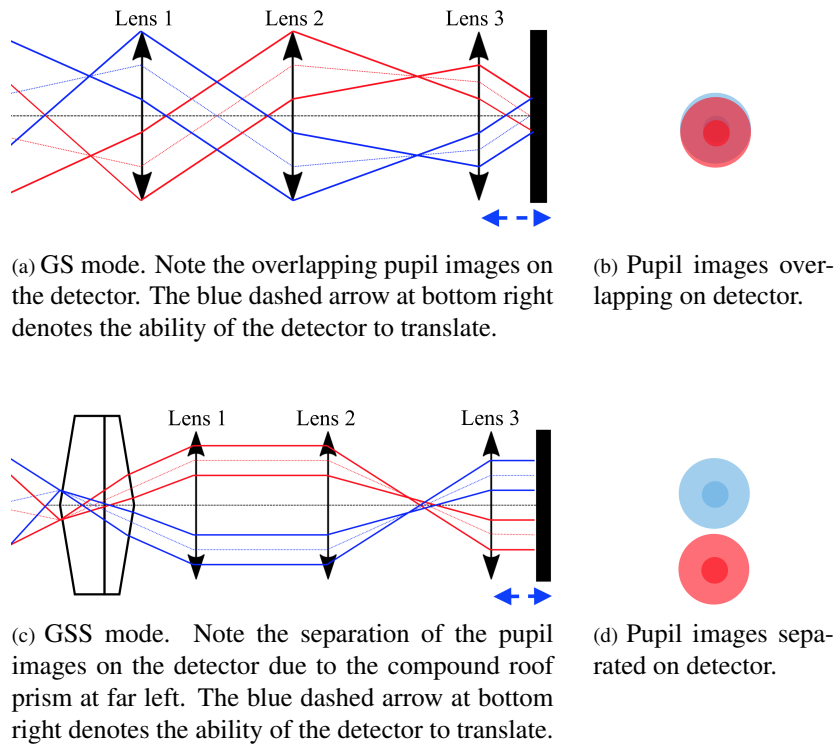 Lens 1
Lens 2
Lens 3
(a) GS mode. Note the overlapping pupil images on
the detector. The blue dashed arrow at bottom right
denotes the ability of the detector to translate.
(b) Pupil images over-
lapping on detector.
Lens 1
Lens 2
Lens 3
(c) GSS mode. Note the separation of the pupil
images on the detector due to the compound roof
prism at far left. The blue dashed arrow at bottom
right denotes the ability of the detector to translate.
(d) Pupil images sepa-
rated on detector.